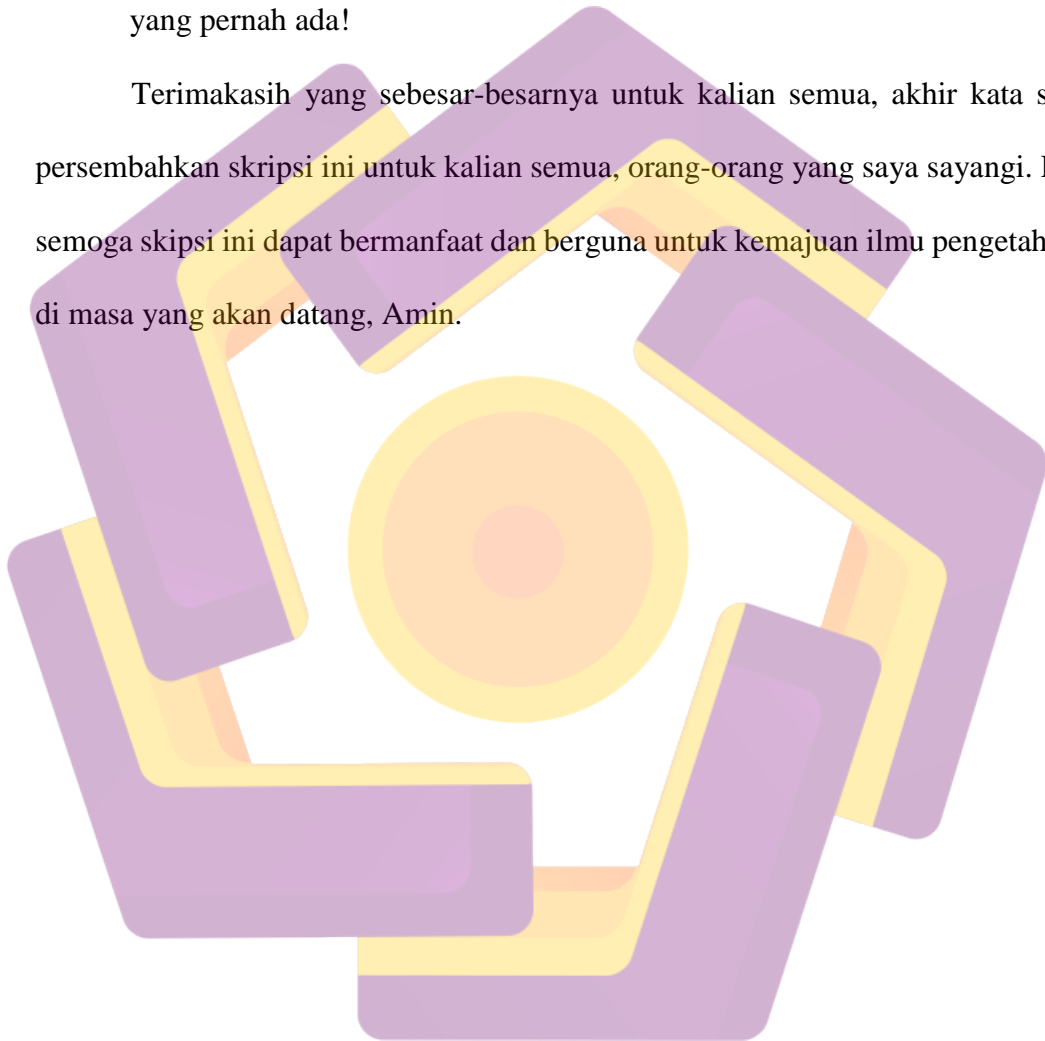 yang pernah ada!
Terimakasih yang sebesar-besarnya untuk kalian semua, akhir kata s
persembahkan skripsi ini untuk kalian semua, orang-orang yang saya sayangi.
semoga skipsi ini dapat bermanfaat dan berguna untuk kemajuan ilmu pengetah
di masa yang akan datang, Amin.